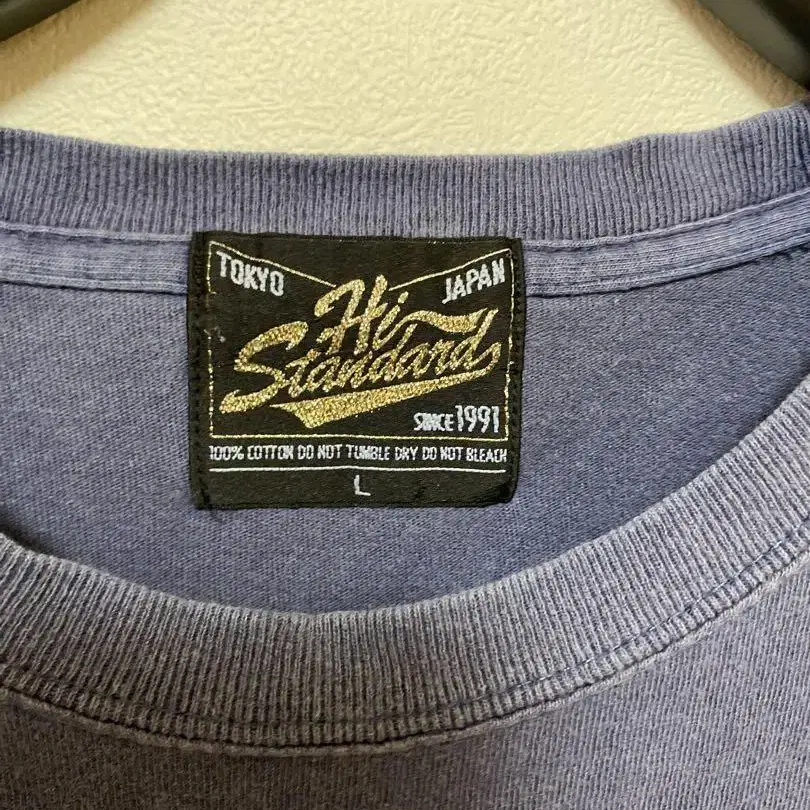 TOKYO JAPAN
Hi-
Standard
SINCE 1991
100% COTTON DO NOT TUMBLE DRY DO NOT BLEACH
L